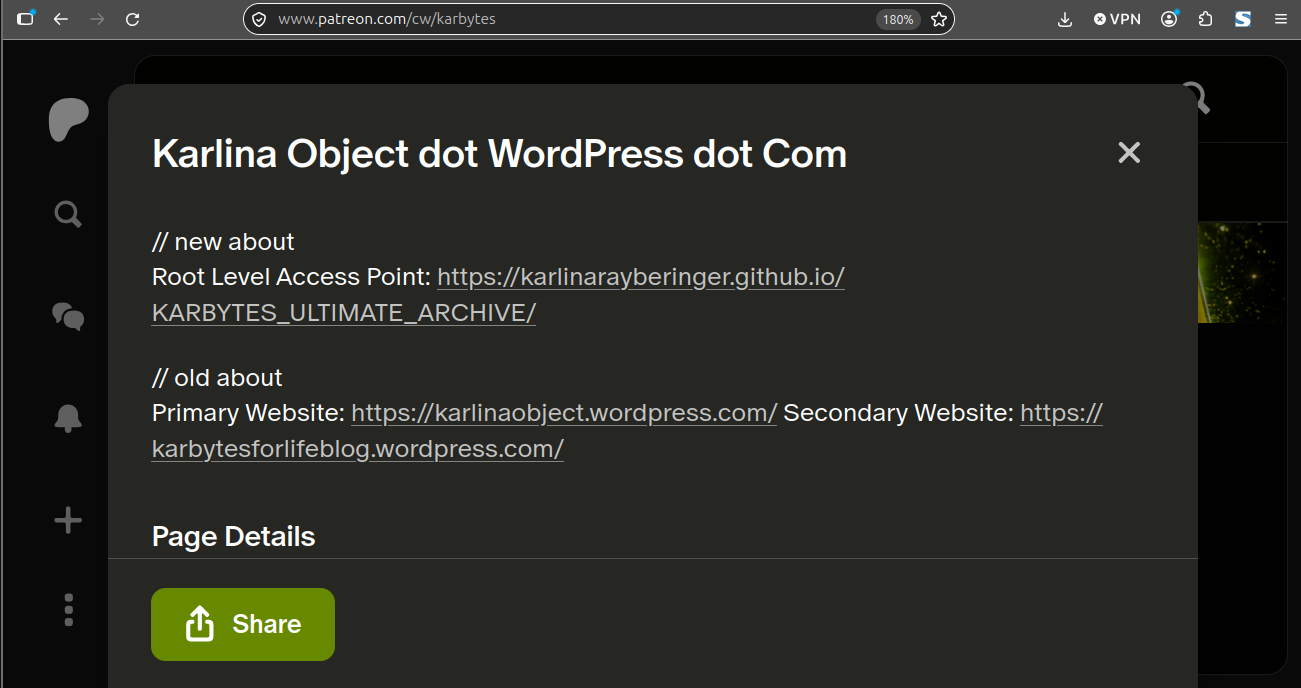 www.patreon.com/cw/karbytes
180%
VPN
Karlina Object dot WordPress dot Com
// new about
Root Level Access Point: https://karlinarayberinger.github.io/
KARBYTES_ULTIMATE_ARCHIVE/
// old about
Primary Website: https://karlinaobject.wordpress.com/ Secondary Website: https://
karbytesforlifeblog.wordpress.com/
Page Details
Share